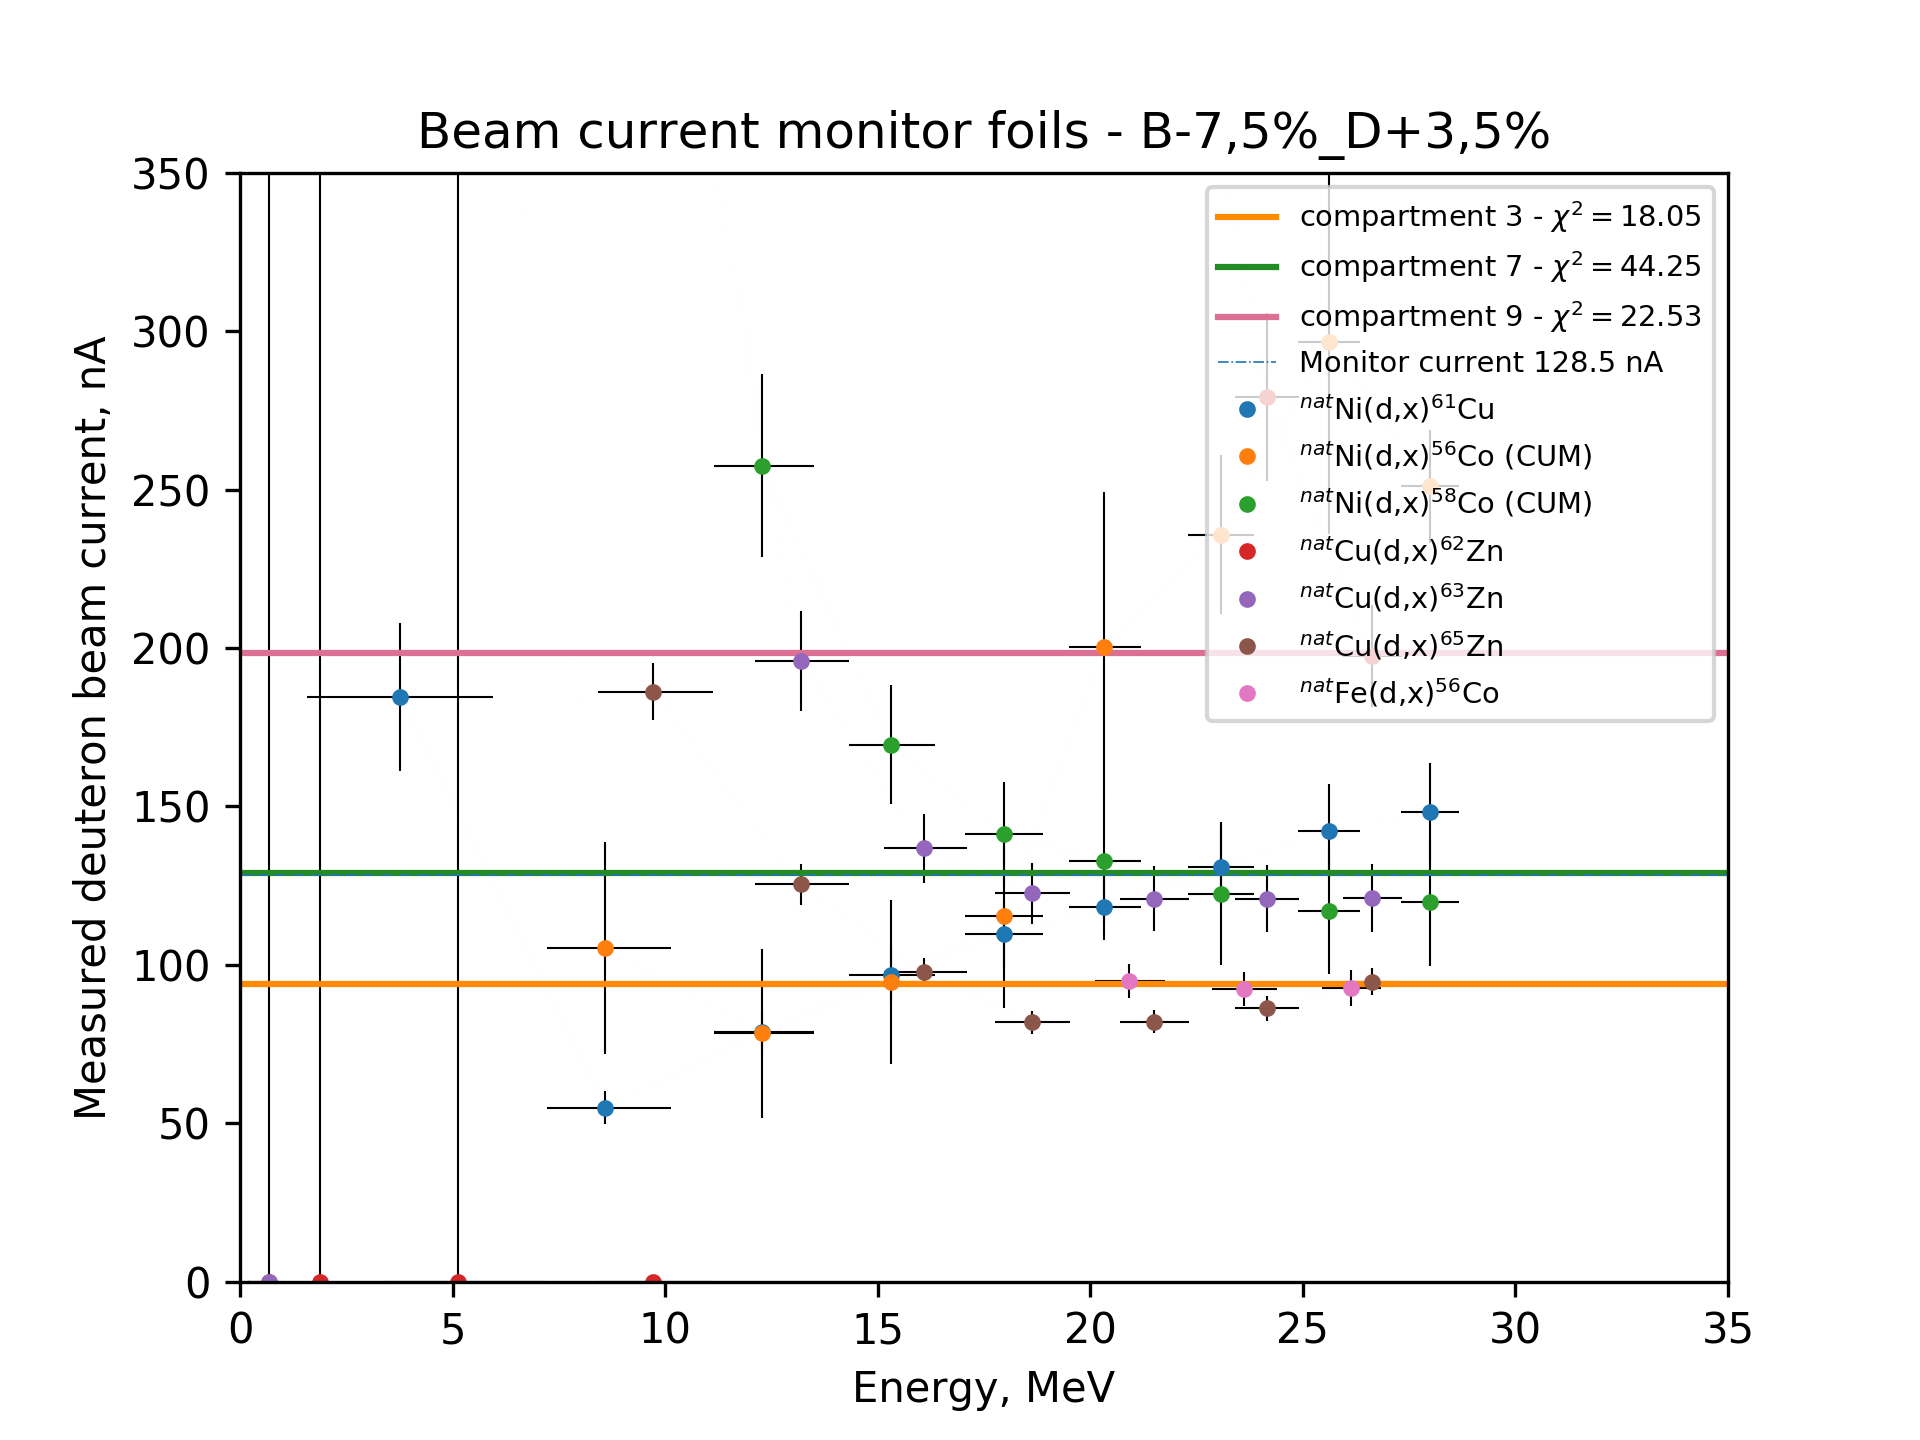 Beam current monitor foils - B-7,5%_D+3,5%
350
300
250
200
150
100
50
0
Measured deuteron beam current, nA
compartment 3 - χ² = 18.05
compartment 7 - χ² = 44.25
compartment 9 - χ² = 22.53
Monitor current 128.5 nA
ⁿᵃᵗNi(d,x)⁶¹Cu
ⁿᵃᵗNi(d,x)⁵⁶Co (CUM)
ⁿᵃᵗNi(d,x)⁵⁸Co (CUM)
ⁿᵃᵗCu(d,x)⁶²Zn
ⁿᵃᵗCu(d,x)⁶³Zn
ⁿᵃᵗCu(d,x)⁶⁵Zn
ⁿᵃᵗFe(d,x)⁵⁶Co
0 5 10 15 20 25 30 35
Energy, MeV